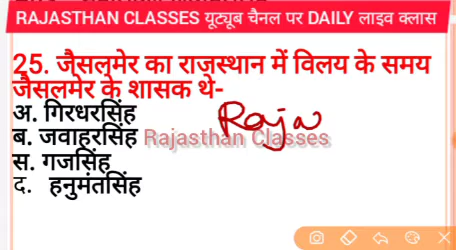 RAJASTHAN CLASSES यूट्यूब चैनल पर DAILY लाइव क्लास
25. जैसलमेर का राजस्थान में विलय के समय
जैसलमेर के शासक थे-
अ. गिरधरसिंह
ब. जवाहरसिंह Rajasthan Classes
स. गजसिंह
द. हनुमंतसिंह